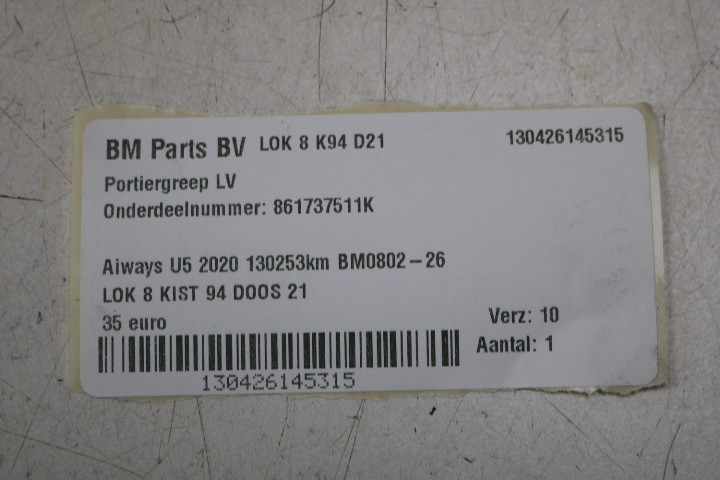 BM Parts BV LOK 8 K94 D21 130426145315
Portiergreep LV
Onderdeelnummer: 861737511K
Aiways U5 2020 130253km BM0802-26
LOK 8 KIST 94 DOOS 21
35 euro Verz: 10
Aantal: 1
130426145315